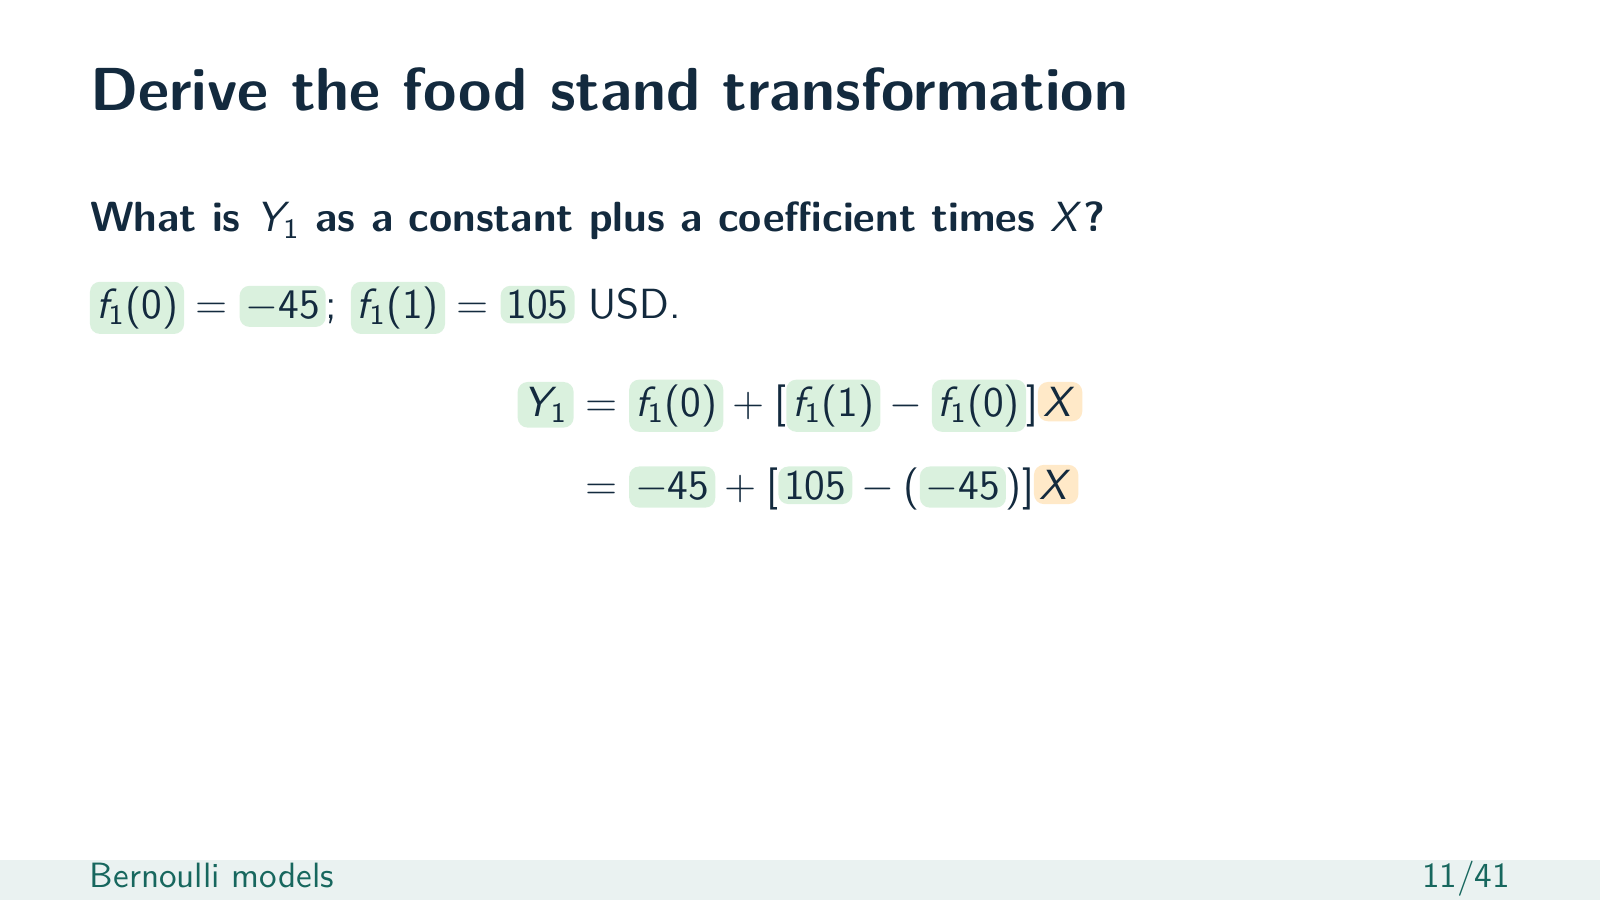 Derive the food stand transformation
What is Y₁ as a constant plus a coefficient times X?
f₁(0) = −45; f₁(1) = 105 USD.
Y₁ = f₁(0) + [f₁(1) − f₁(0)]X
= −45 + [105 − (−45)]X
Bernoulli models 11/41